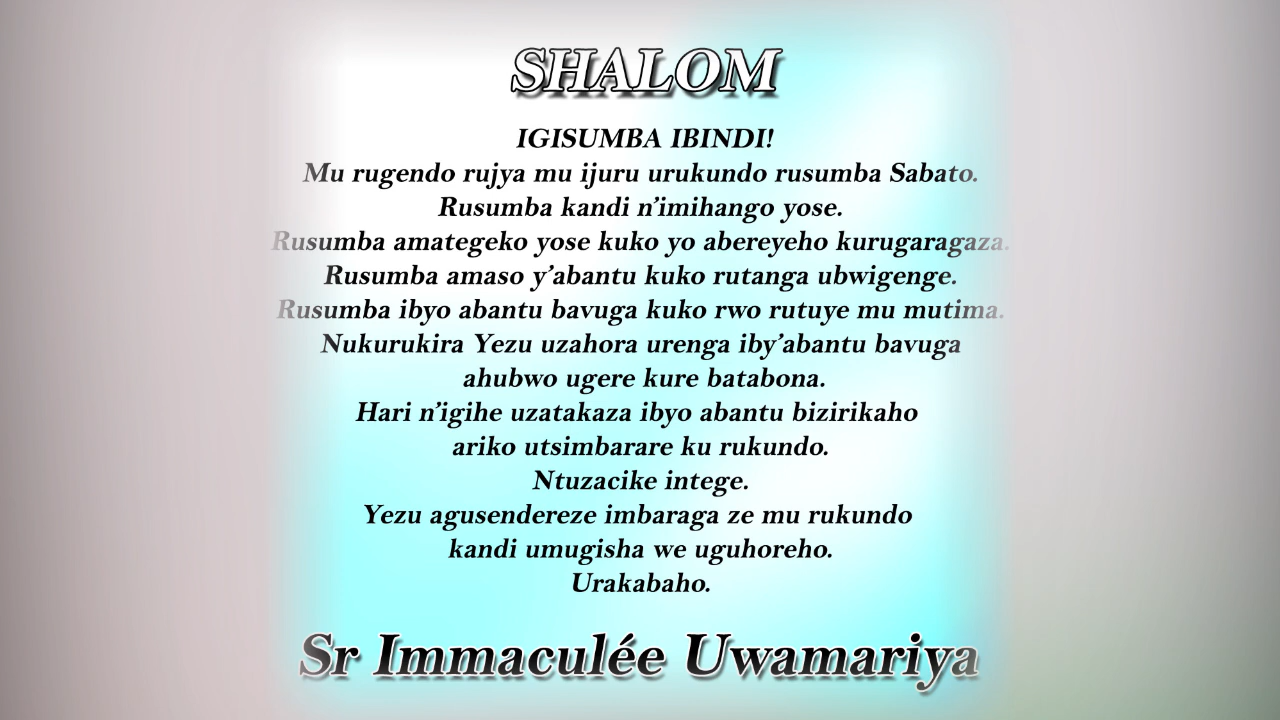 SHALOM
IGISUMBA IBINDI!
Mu rugendo rujya mu ijuru urukundo rusumba Sabato.
Rusumba kandi n’imihango yose.
Rusumba amategeko yose kuko yo abereyeho kurugaragaza.
Rusumba amaso y’abantu kuko rutanga ubwigenge.
Rusumba ibyo abantu bavuga kuko rwo rutuye mu mutima.
Nukurukira Yezu uzahora urenga iby’abantu bavuga
ahubwo ugere kure batabona.
Hari n’igihe uzatakaza ibyo abantu bizirikaho
ariko utsimbarare ku rukundo.
Ntuzacike intege.
Yezu agusendereze imbaraga ze mu rukundo
kandi umugisha we uguhoreho.
Urakabaho.
Sr Immaculée Uwamariya